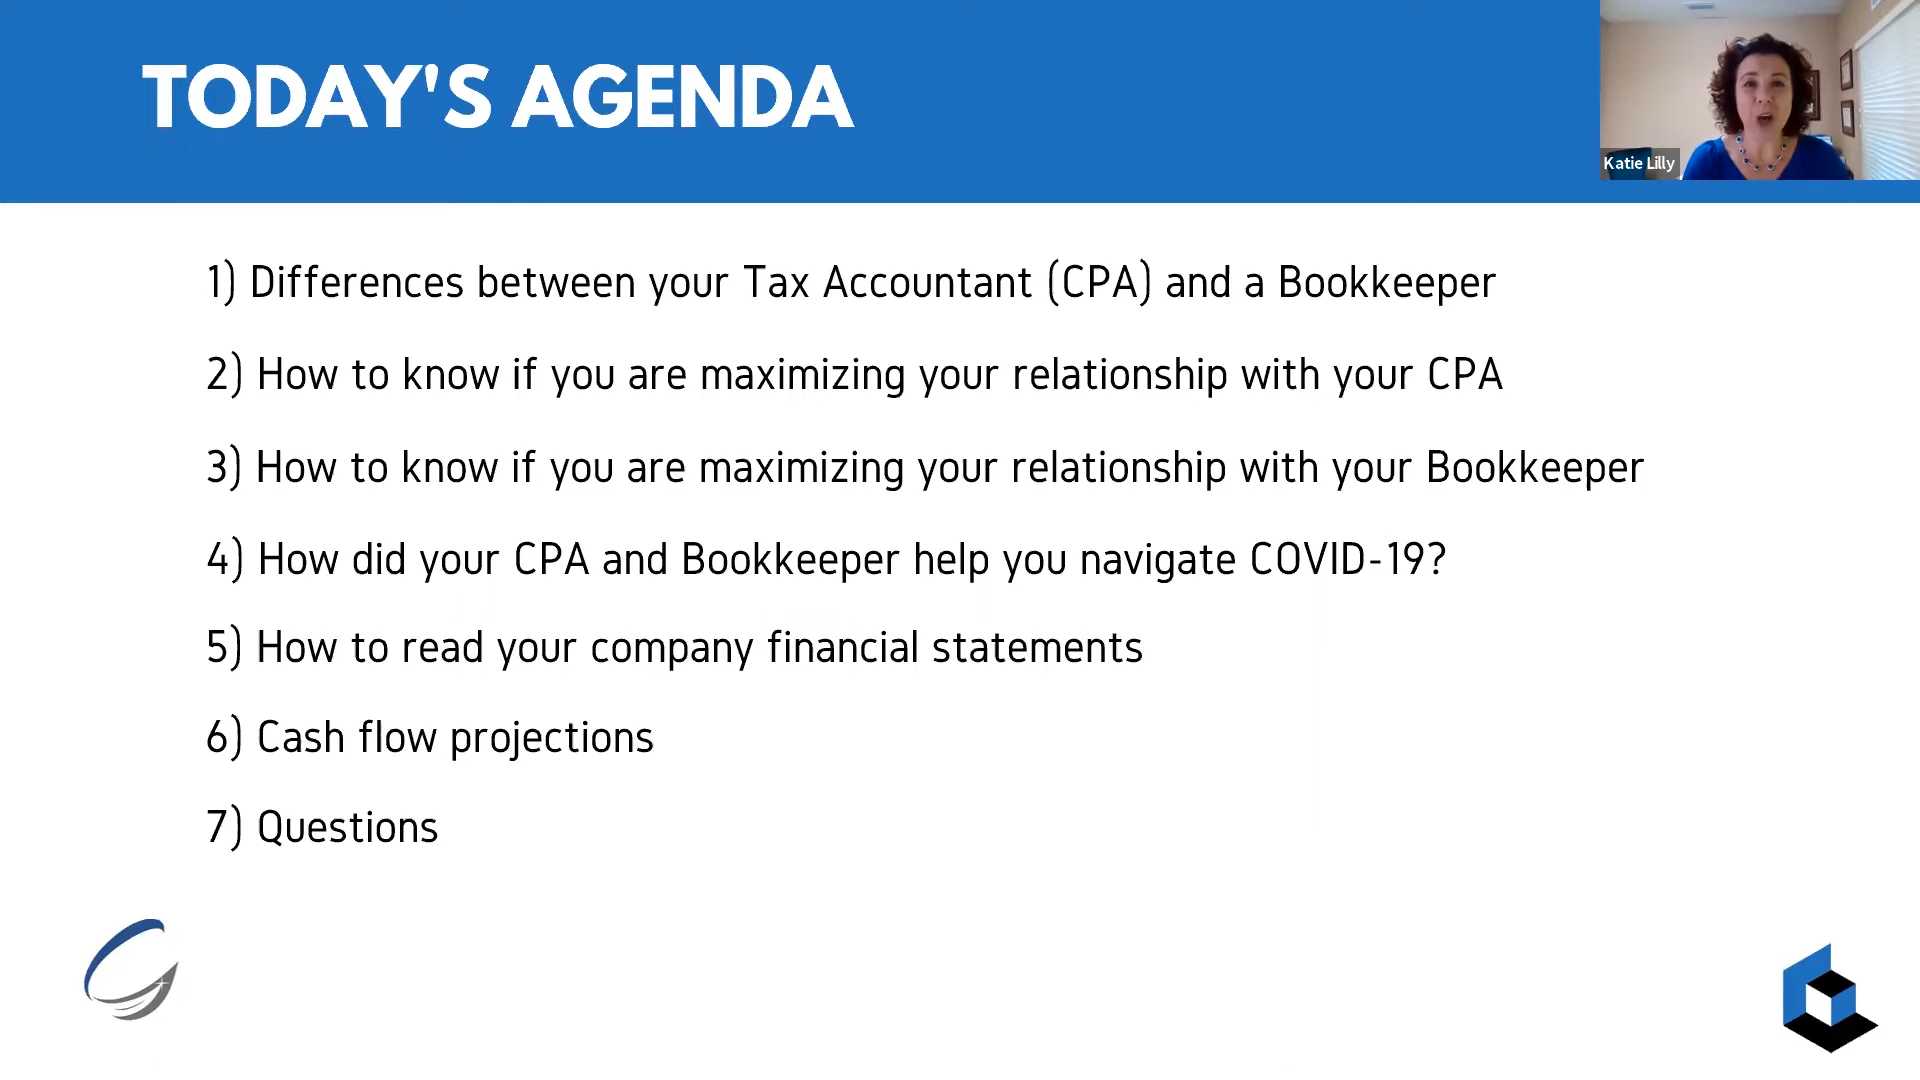 TODAY'S AGENDA
Katie Lilly
1) Differences between your Tax Accountant (CPA) and a Bookkeeper
2) How to know if you are maximizing your relationship with your CPA
3) How to know if you are maximizing your relationship with your Bookkeeper
4) How did your CPA and Bookkeeper help you navigate COVID-19?
5) How to read your company financial statements
6) Cash flow projections
7) Questions